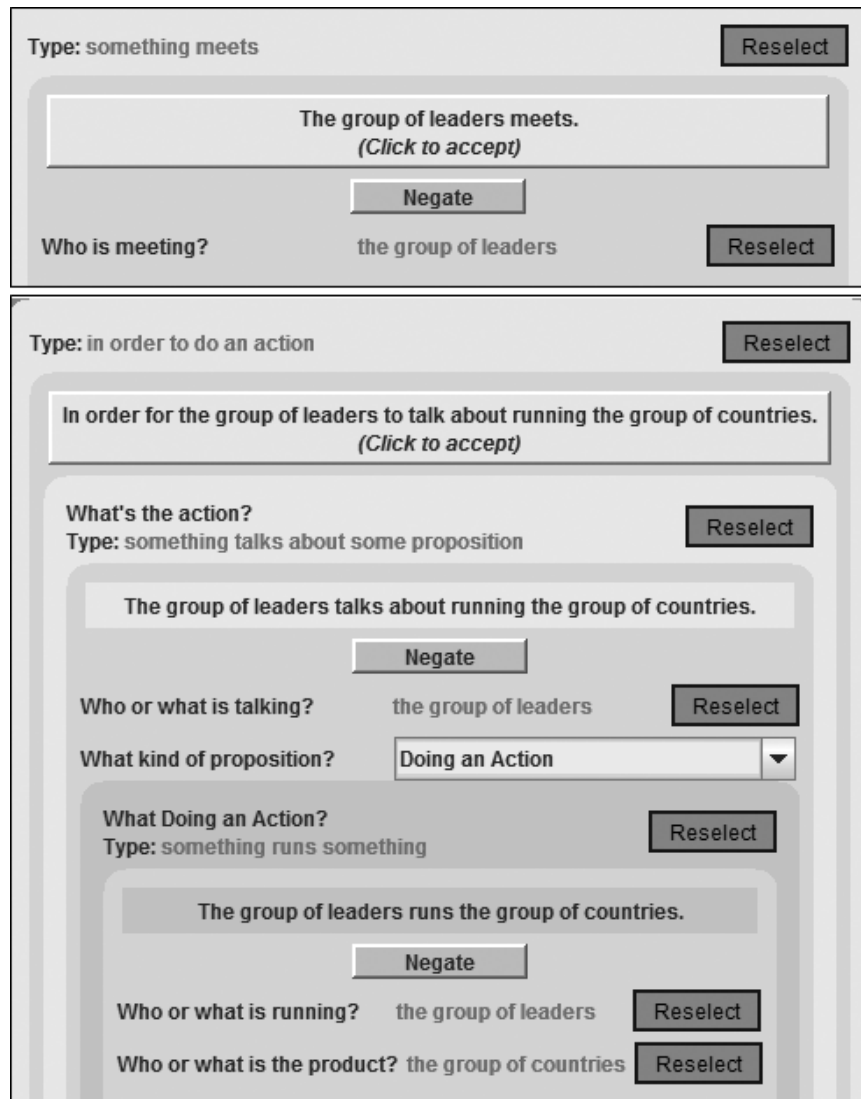 Type: something meets Reselect
The group of leaders meets.
(Click to accept)
Negate
Who is meeting? the group of leaders Reselect
Type: in order to do an action Reselect
In order for the group of leaders to talk about running the group of countries.
(Click to accept)
What's the action?
Type: something talks about some proposition Reselect
The group of leaders talks about running the group of countries.
Negate
Who or what is talking? the group of leaders Reselect
What kind of proposition? Doing an Action
What Doing an Action?
Type: something runs something Reselect
The group of leaders runs the group of countries.
Negate
Who or what is running? the group of leaders Reselect
Who or what is the product? the group of countries Reselect